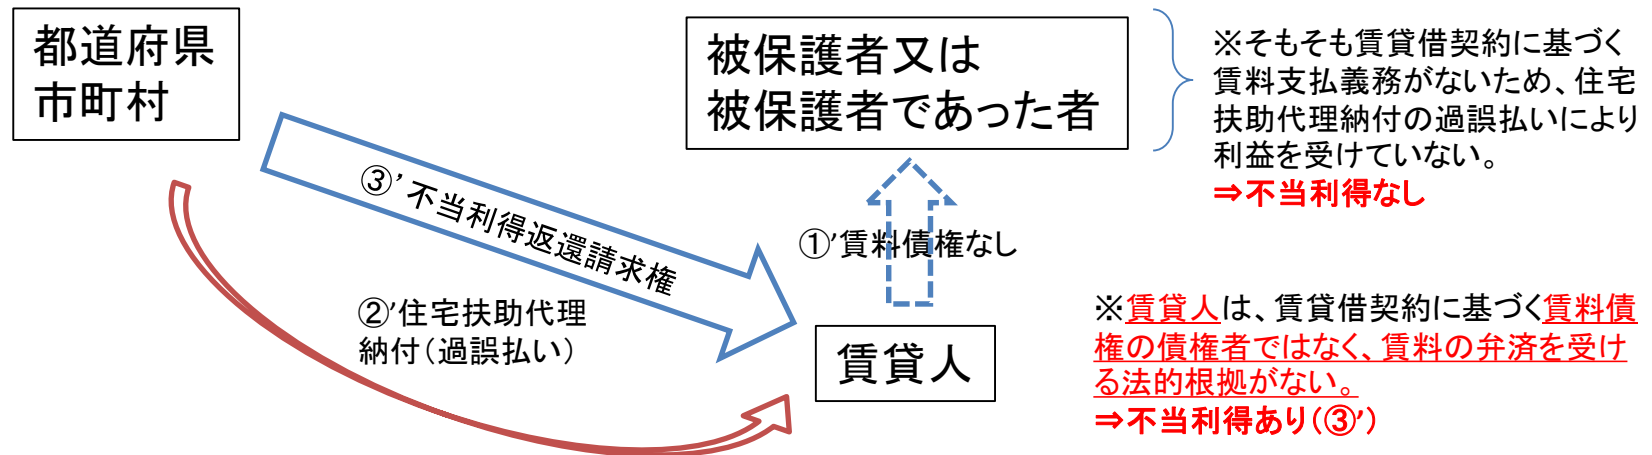 都道府県
市町村
被保護者又は
被保護者であった者
※そもそも賃貸借契約に基づく
賃料支払義務がないため、住宅
扶助代理納付の過誤払いにより
利益を受けていない。
⇒不当利得なし
③’不当利得返還請求権
①’賃料債権なし
②’住宅扶助代理
納付（過誤払い）
賃貸人
※賃貸人は、賃貸借契約に基づく賃料債
権の債権者ではなく、賃料の弁済を受け
る法的根拠がない。
⇒不当利得あり（③’）